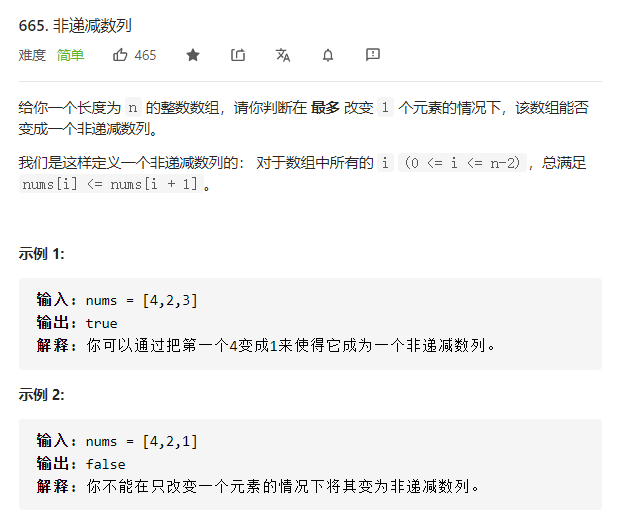 665. 非递减数列
难度 简单 465
给你一个长度为 n 的整数数组，请你判断在 最多 改变 1 个元素的情况下，该数组能否
变成一个非递减数列。
我们是这样定义一个非递减数列的： 对于数组中所有的 i (0 <= i <= n-2)，总满足
nums[i] <= nums[i + 1]。
示例 1:
输入：nums = [4,2,3]
输出：true
解释：你可以通过把第一个4变成1来使得它成为一个非递减数列。
示例 2:
输入：nums = [4,2,1]
输出：false
解释：你不能在只改变一个元素的情况下将其变为非递减数列。